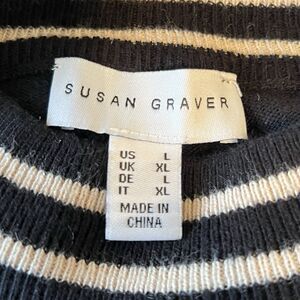 SUSAN GRAVER
US L
UK XL
DE L
IT XL
MADE IN
CHINA